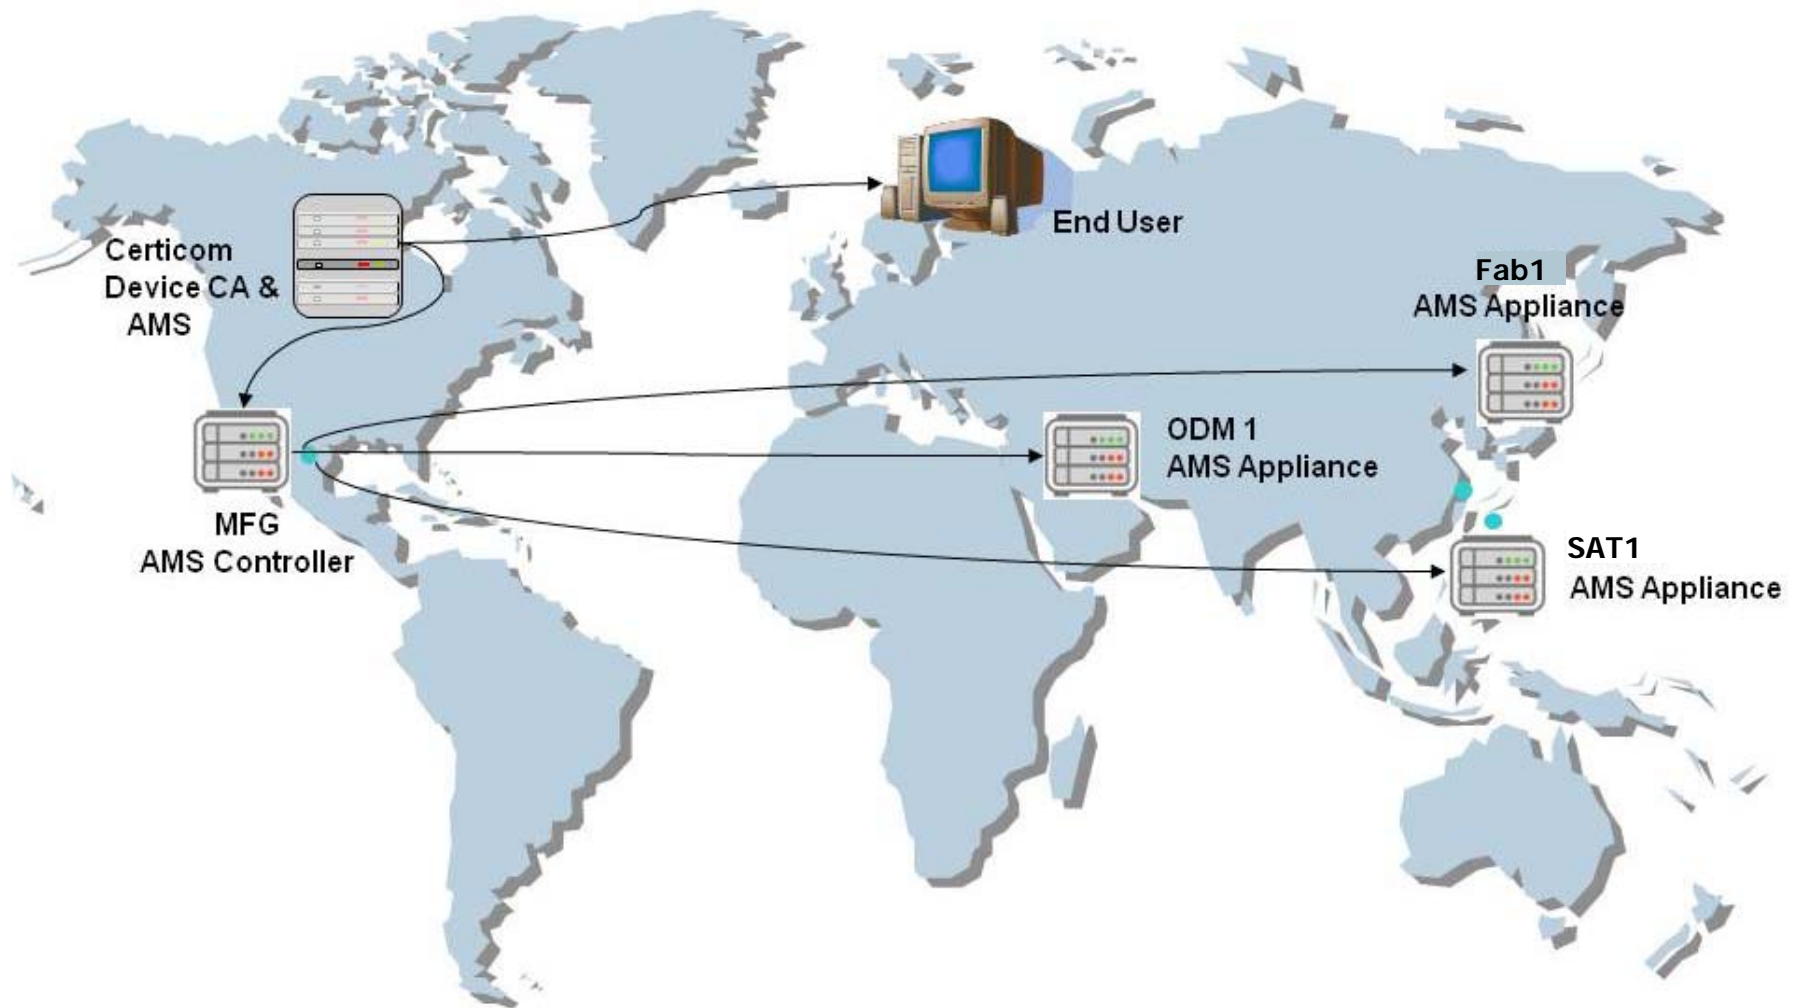 Certicom
Device CA &
AMS
End User
Fab1
AMS Appliance
ODM 1
AMS Appliance
MFG
AMS Controller
SAT1
AMS Appliance